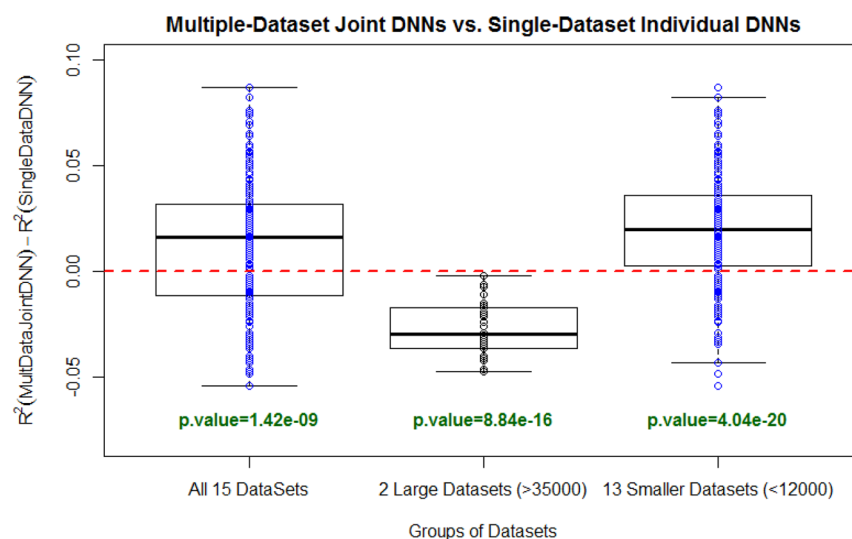 Multiple-Dataset Joint DNNs vs. Single-Dataset Individual DNNs
R²(MultDataJointDNN) − R²(SingleDataDNN)
0.10
0.05
0.00
-0.05
p.value=1.42e-09
p.value=8.84e-16
p.value=4.04e-20
All 15 DataSets
2 Large Datasets (>35000)
13 Smaller Datasets (<12000)
Groups of Datasets